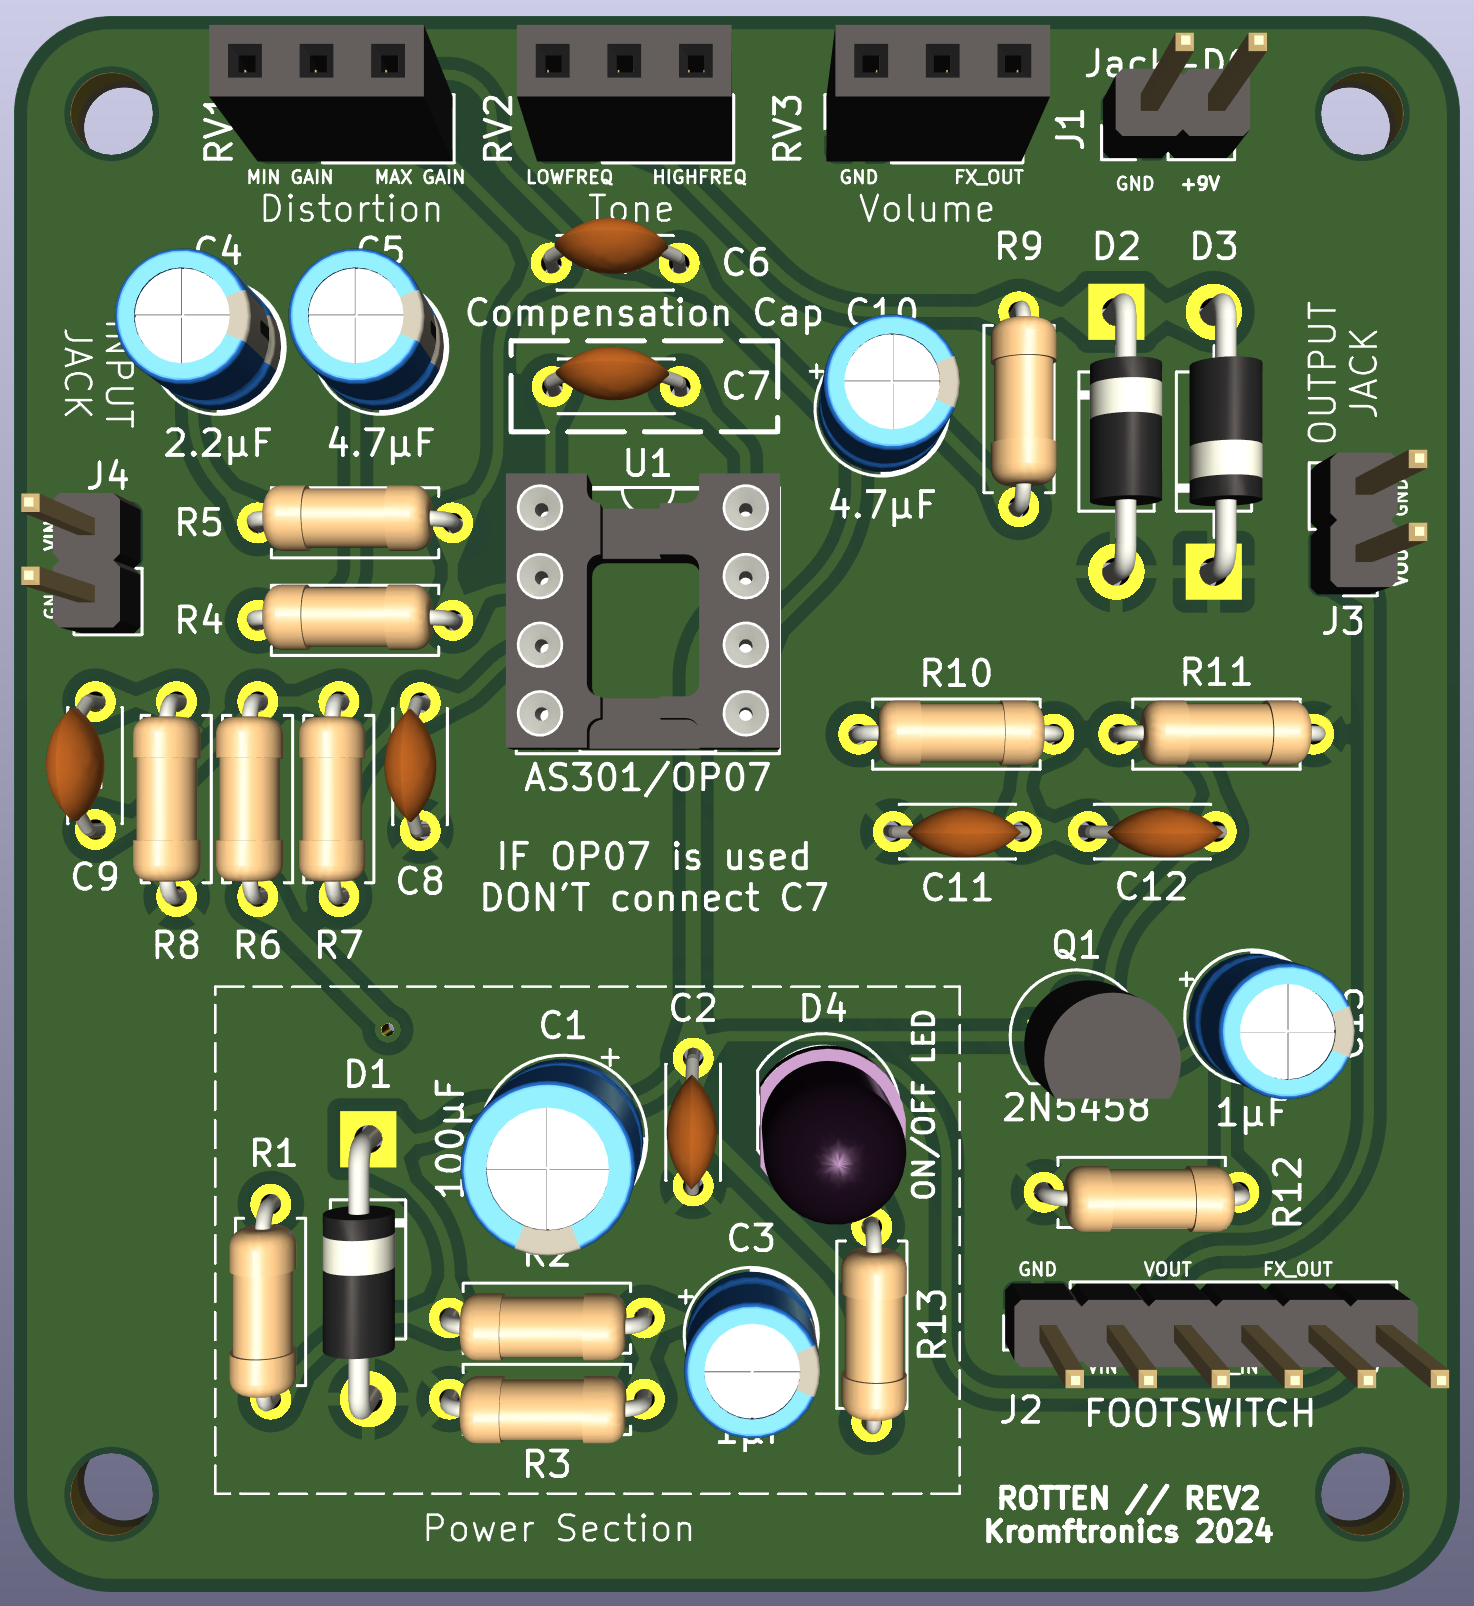 Jack-D
RV1
RV2
RV3
J1
MIN GAIN
MAX GAIN
LOWFREQ
HIGHFREQ
GND
FX_OUT
GND
+9V
Distortion
Tone
Volume
C4
C5
C6
R9
D2
D3
INPUT
JACK
Compensation Cap
C10
OUTPUT
JACK
C7
+
2.2µF
4.7µF
U1
J4
4.7µF
GND
R5
VIN
VOUT
R4
J3
R10
R11
AS301/OP07
IF OP07 is used
DON'T connect C7
C9
C8
C11
C12
R8
R6
R7
Q1
C2
D4
C1
+
+
ON/OFF LED
D1
100µF
2N5458
1µF
R1
R12
C3
R2
+
GND
VOUT
FX_OUT
R13
VIN
J2
FOOTSWITCH
1µF
R3
ROTTEN // REV2
Kromftronics 2024
Power Section